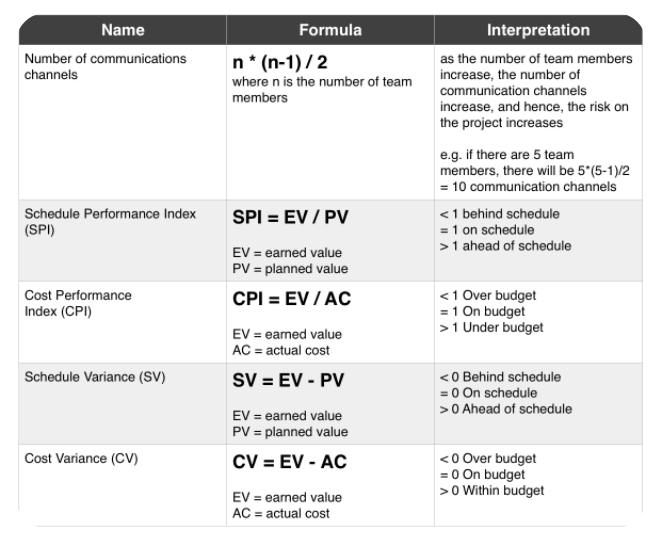 Name
Formula
Interpretation
Number of communications
channels
n * (n-1) / 2
where n is the number of team
members
as the number of team members
increase, the number of
communication channels
increase, and hence, the risk on
the project increases
e.g. if there are 5 team
members, there will be 5*(5-1)/2
= 10 communication channels
Schedule Performance Index
(SPI)
SPI = EV / PV
EV = earned value
PV = planned value
< 1 behind schedule
= 1 on schedule
> 1 ahead of schedule
Cost Performance
Index (CPI)
CPI = EV / AC
EV = earned value
AC = actual cost
< 1 Over budget
= 1 On budget
> 1 Under budget
Schedule Variance (SV)
SV = EV - PV
EV = earned value
PV = planned value
< 0 Behind schedule
= 0 On schedule
> 0 Ahead of schedule
Cost Variance (CV)
CV = EV - AC
EV = earned value
AC = actual cost
< 0 Over budget
= 0 On budget
> 0 Within budget